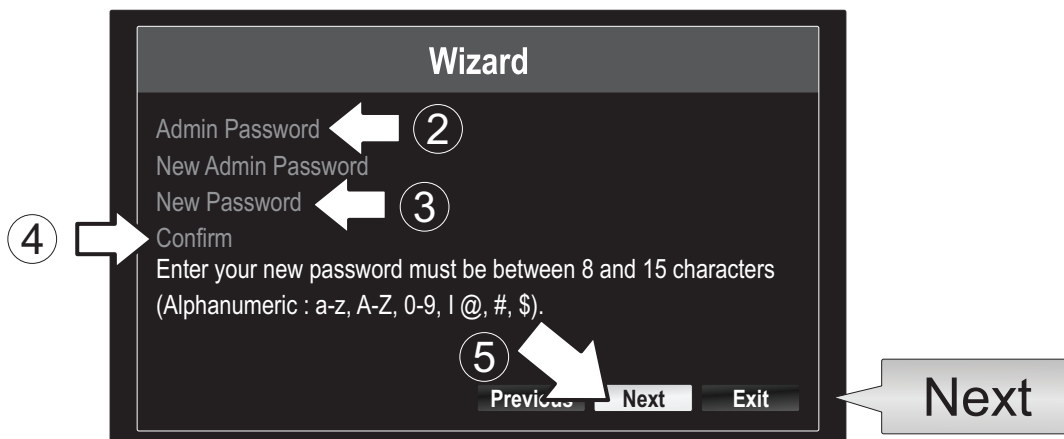 Wizard
Admin Password
2
New Admin Password
New Password
3
4
Confirm
Enter your new password must be between 8 and 15 characters
(Alphanumeric : a-z, A-Z, 0-9, I @, #, $).
5
Previous Next Exit
Next